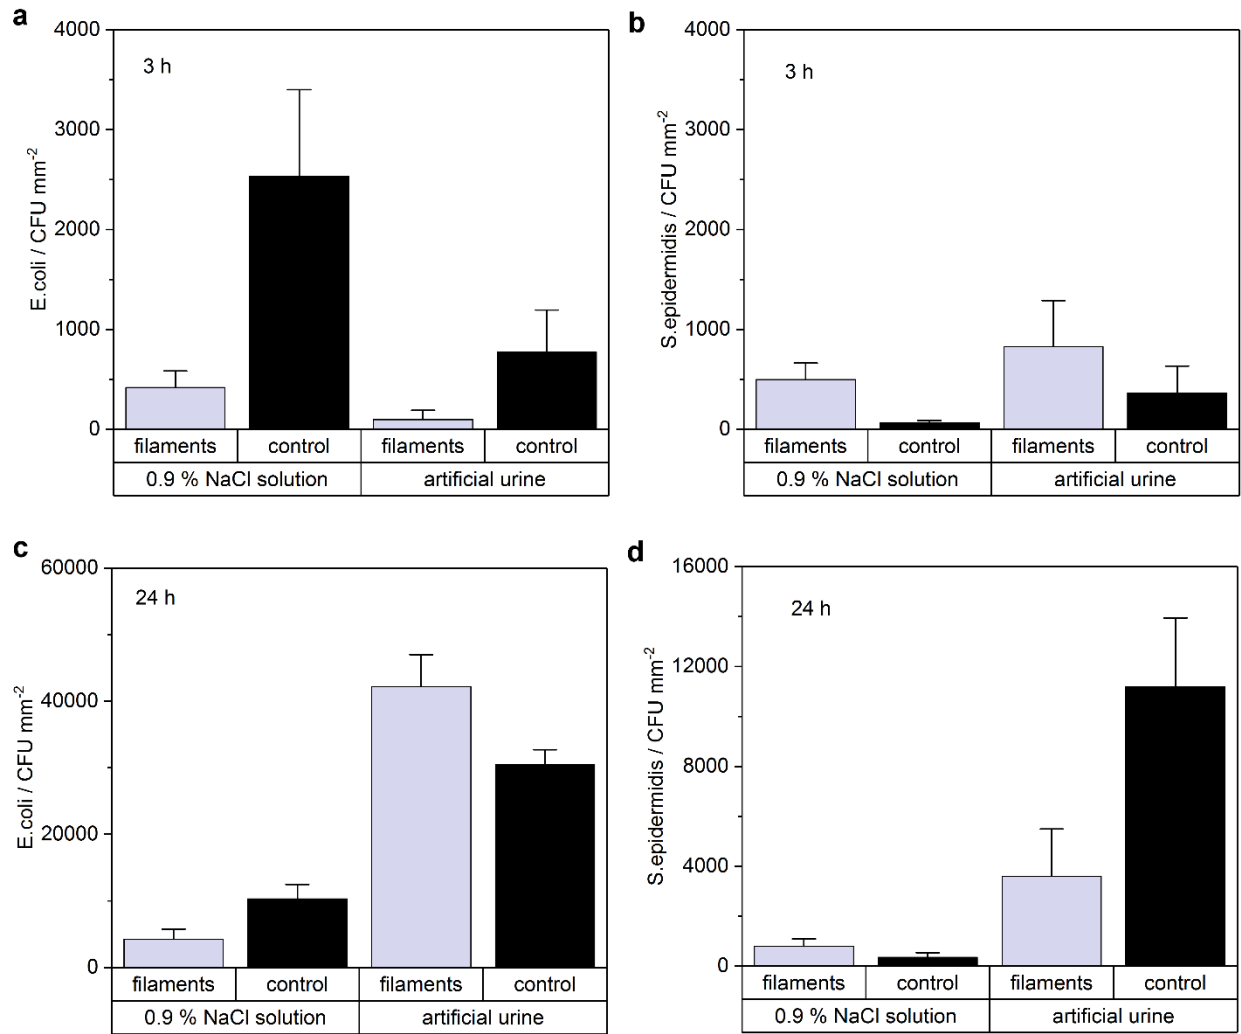 a
4000
3000
2000
1000
0
E.coli / CFU mm-2
3 h
filaments control filaments control
0.9 % NaCl solution artificial urine
b
4000
3000
2000
1000
0
S.epidermidis / CFU mm-2
3 h
filaments control filaments control
0.9 % NaCl solution artificial urine
c
60000
40000
20000
0
E.coli / CFU mm-2
24 h
filaments control filaments control
0.9 % NaCl solution artificial urine
d
16000
12000
8000
4000
0
S.epidermidis / CFU mm-2
24 h
filaments control filaments control
0.9 % NaCl solution artificial urine